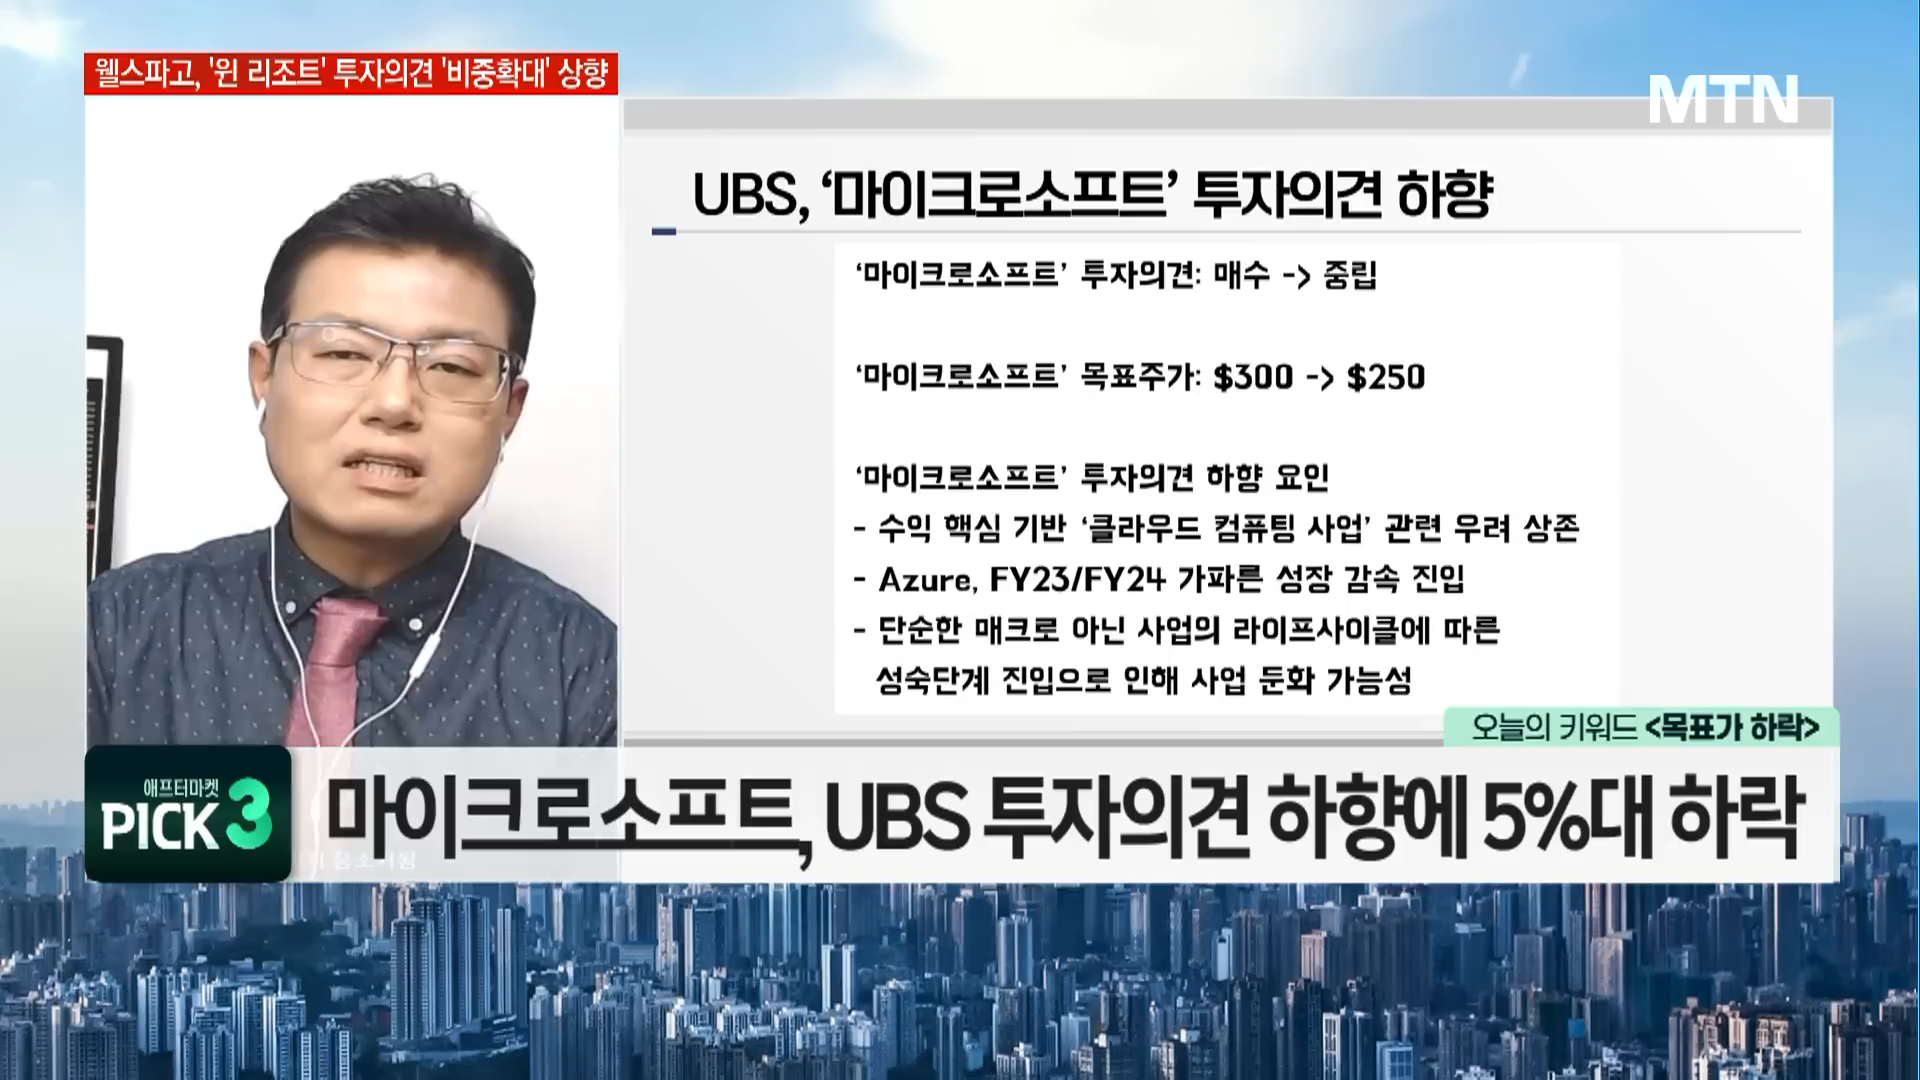 웰스파고, '윈 리조트' 투자의견 '비중확대' 상향
MTN
UBS, ‘마이크로소프트’ 투자의견 하향
‘마이크로소프트’ 투자의견: 매수 -> 중립
‘마이크로소프트’ 목표주가: $300 -> $250
‘마이크로소프트’ 투자의견 하향 요인
- 수익 핵심 기반 ‘클라우드 컴퓨팅 사업’ 관련 우려 상존
- Azure, FY23/FY24 가파른 성장 감속 진입
- 단순한 매크로 아닌 사업의 라이프사이클에 따른
성숙단계 진입으로 인해 사업 둔화 가능성
오늘의 키워드 <목표가 하락>
애프터마켓
PICK 3
마이크로소프트, UBS 투자의견 하향에 5%대 하락